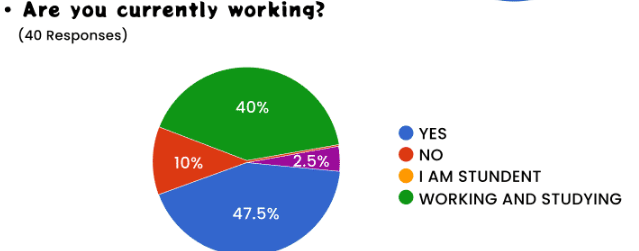 • Are you currently working?
(40 Responses)
40%
10%
2.5%
47.5%
YES
NO
I AM STUNDENT
WORKING AND STUDYING